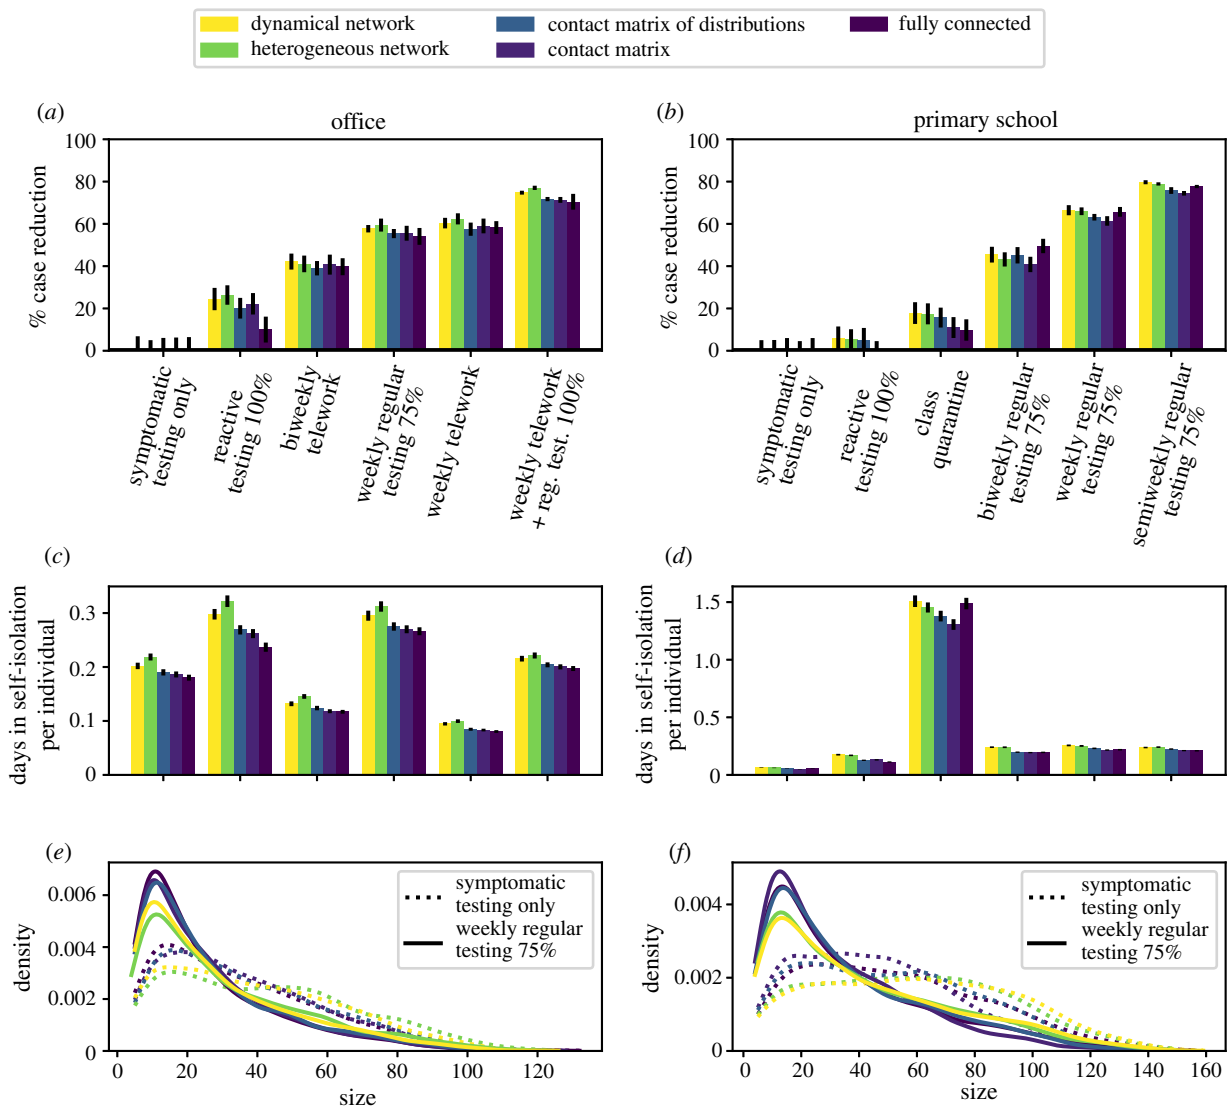 dynamical network
heterogeneous network
contact matrix of distributions
contact matrix
fully connected
(a)
office
% case reduction
100
80
60
40
20
0
symptomatic
testing only
reactive
testing 100%
biweekly
telework
weekly regular
testing 75%
weekly telework
weekly telework
+ reg. test. 100%
(b)
primary school
% case reduction
100
80
60
40
20
0
symptomatic
testing only
reactive
testing 100%
class
quarantine
biweekly regular
testing 75%
weekly regular
testing 75%
semiweekly regular
testing 75%
(c)
days in self-isolation
per individual
0.3
0.2
0.1
0
(d)
days in self-isolation
per individual
1.5
1.0
0.5
0
(e)
density
0.006
0.004
0.002
0
symptomatic
testing only
weekly regular
testing 75%
0 20 40 60 80 100 120
size
(f)
density
0.004
0.002
0
symptomatic
testing only
weekly regular
testing 75%
0 20 40 60 80 100 120 140 160
size